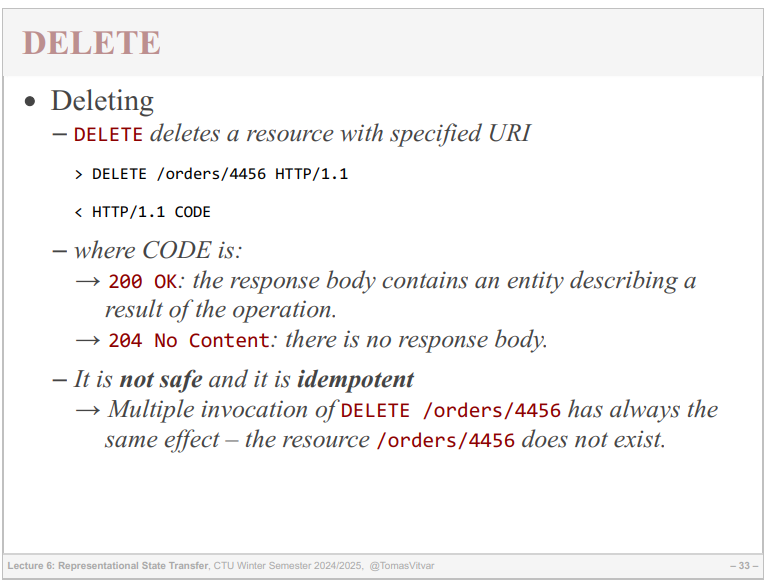 DELETE
• Deleting
– DELETE deletes a resource with specified URI
> DELETE /orders/4456 HTTP/1.1
< HTTP/1.1 CODE
– where CODE is:
→ 200 OK: the response body contains an entity describing a
result of the operation.
→ 204 No Content: there is no response body.
– It is not safe and it is idempotent
→ Multiple invocation of DELETE /orders/4456 has always the
same effect – the resource /orders/4456 does not exist.
Lecture 6: Representational State Transfer, CTU Winter Semester 2024/2025, @TomasVitvar
– 33 –